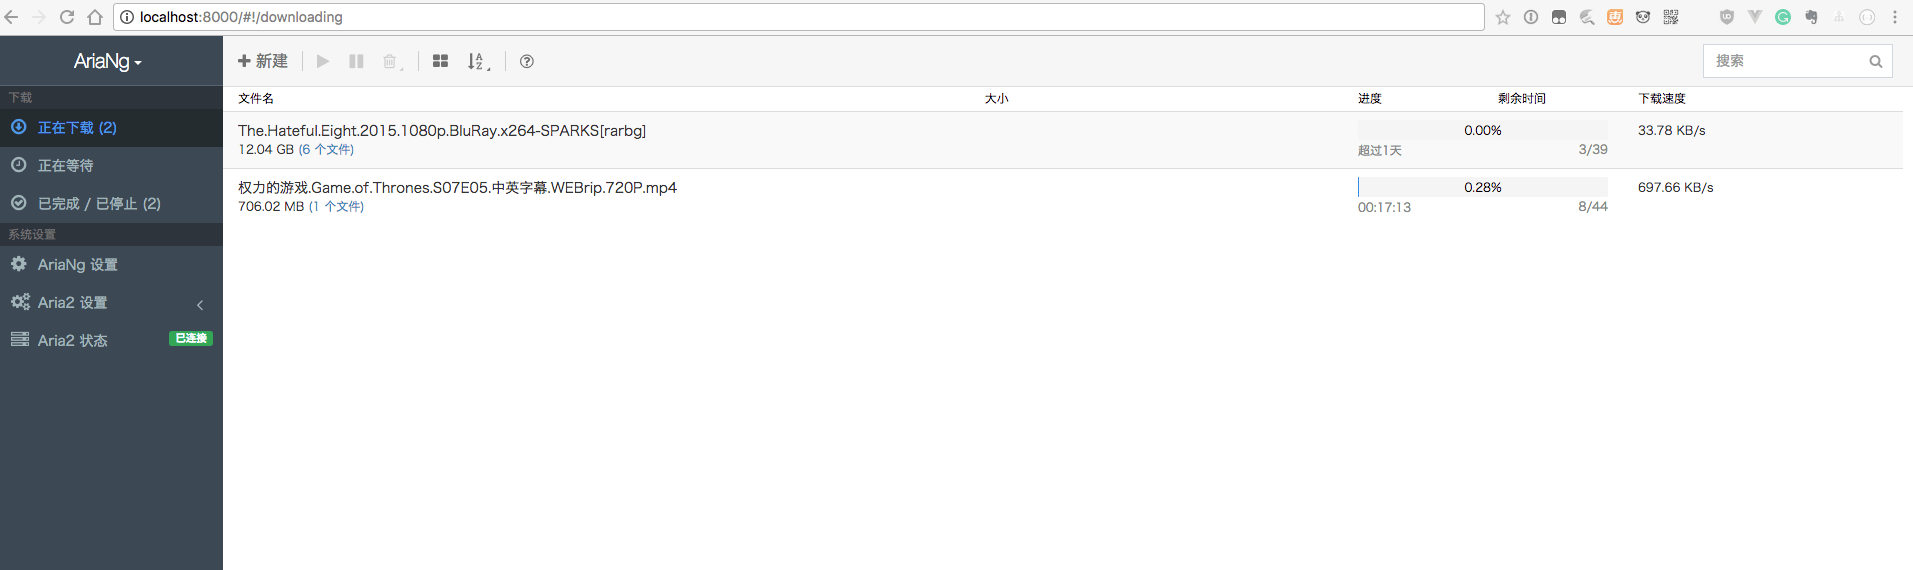 localhost:8000/#!/downloading
AriaNg
新建
搜索
下载
正在下载 (2)
正在等待
已完成 / 已停止 (2)
系统设置
AriaNg 设置
Aria2 设置
Aria2 状态 已连接
文件名 大小 进度 剩余时间 下载速度
The.Hateful.Eight.2015.1080p.BluRay.x264-SPARKS[rarbg] 0.00% 33.78 KB/s
12.04 GB (6 个文件) 超过1天 3/39
权力的游戏.Game.of.Thrones.S07E05.中英字幕.WEBrip.720P.mp4 0.28% 697.66 KB/s
706.02 MB (1 个文件) 00:17:13 8/44